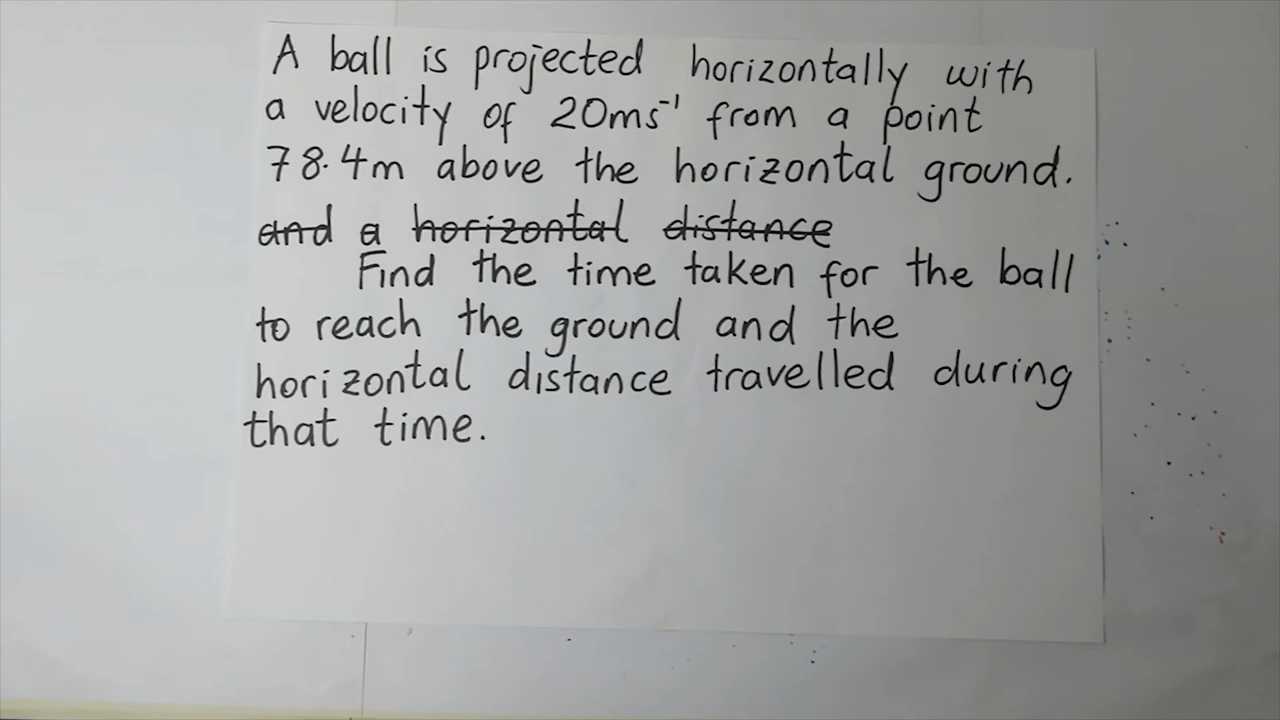 A ball is projected horizontally with
a velocity of 20ms⁻¹ from a point
78.4m above the horizontal ground.
and a horizontal distance
Find the time taken for the ball
to reach the ground and the
horizontal distance travelled during
that time.